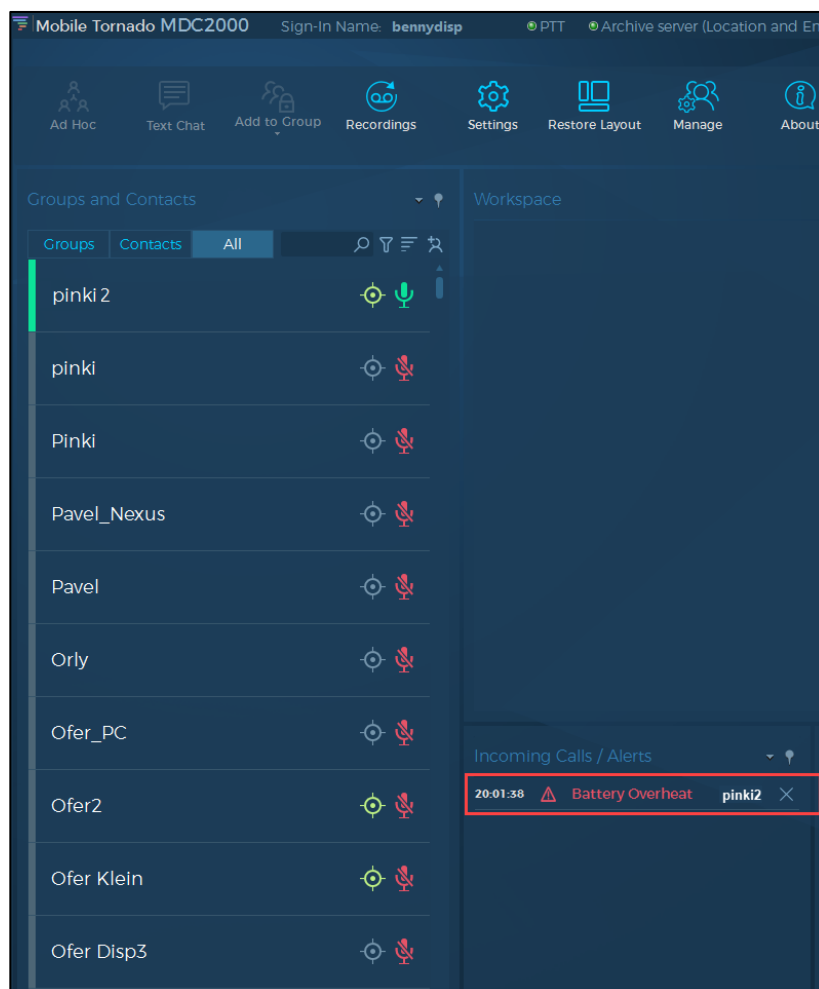 Mobile Tornado MDC2000 Sign-In Name: bennydisp PTT Archive server (Location and En
Ad Hoc Text Chat Add to Group Recordings Settings Restore Layout Manage About
Groups and Contacts Workspace
Groups Contacts All
pinki 2
pinki
Pinki
Pavel_Nexus
Pavel
Orly
Ofer_PC
Ofer2
Ofer Klein
Ofer Disp3
Incoming Calls / Alerts
20:01:38 Battery Overheat pinki2